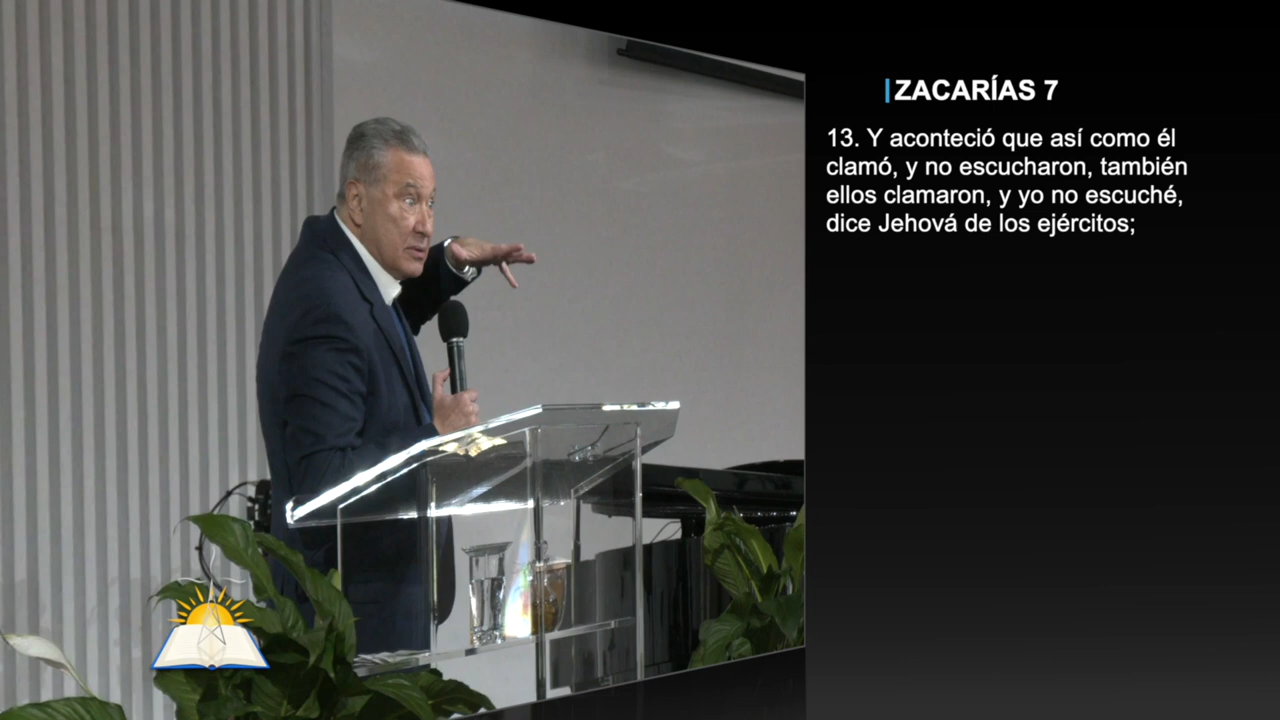 ZACARÍAS 7
13. Y aconteció que así como él
clamó, y no escucharon, también
ellos clamaron, y yo no escuché,
dice Jehová de los ejércitos;